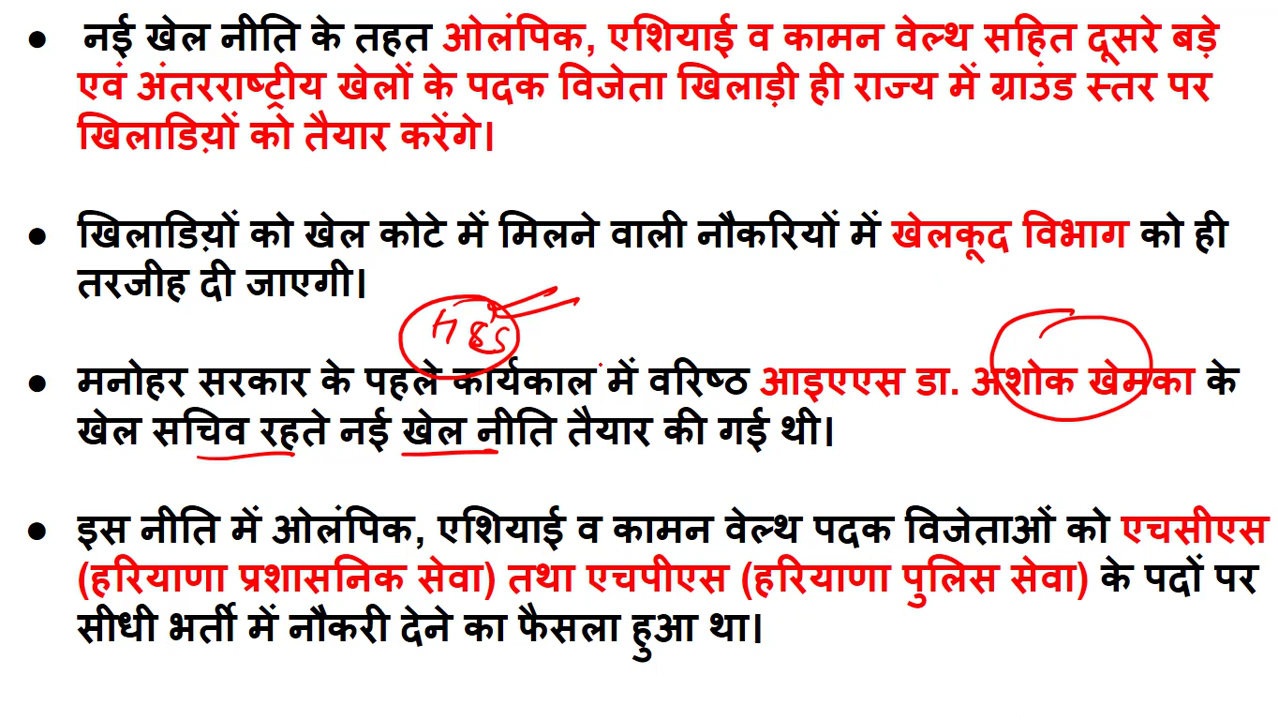 ● नई खेल नीति के तहत ओलंपिक, एशियाई व कामन वेल्थ सहित दूसरे बड़े
एवं अंतरराष्ट्रीय खेलों के पदक विजेता खिलाड़ी ही राज्य में ग्राउंड स्तर पर
खिलाडिय़ों को तैयार करेंगे।
● खिलाडिय़ों को खेल कोटे में मिलने वाली नौकरियों में खेलकूद विभाग को ही
तरजीह दी जाएगी।
● मनोहर सरकार के पहले कार्यकाल में वरिष्ठ आइएएस डा. अशोक खेमका के
खेल सचिव रहते नई खेल नीति तैयार की गई थी।
● इस नीति में ओलंपिक, एशियाई व कामन वेल्थ पदक विजेताओं को एचसीएस
(हरियाणा प्रशासनिक सेवा) तथा एचपीएस (हरियाणा पुलिस सेवा) के पदों पर
सीधी भर्ती में नौकरी देने का फैसला हुआ था।